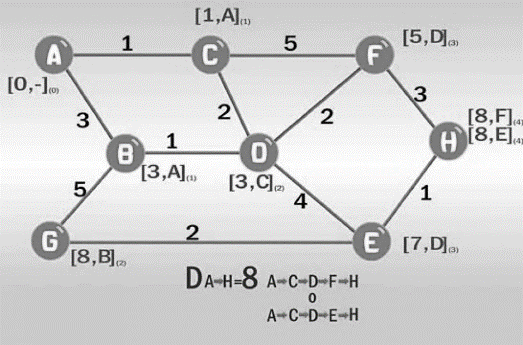 [1,A](1)
A 1 C 5 F [5,D](3)
[0,-](0)
3 2 2 3
[8,F](4)
H [8,E](4)
B 1 D
[3,A](1) [3,C](2)
5 4 1
G 2 E [7,D](3)
[8,B](2)
DA→H=8 A→C→D→F→H
o
A→C→D→E→H